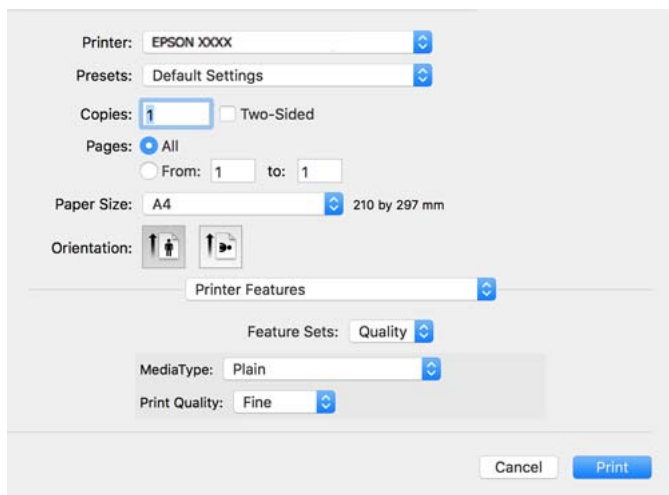 Printer: EPSON XXXX
Presets: Default Settings
Copies: 1 Two-Sided
Pages: All
From: 1 to: 1
Paper Size: A4 210 by 297 mm
Orientation:
Printer Features
Feature Sets: Quality
MediaType: Plain
Print Quality: Fine
Cancel Print